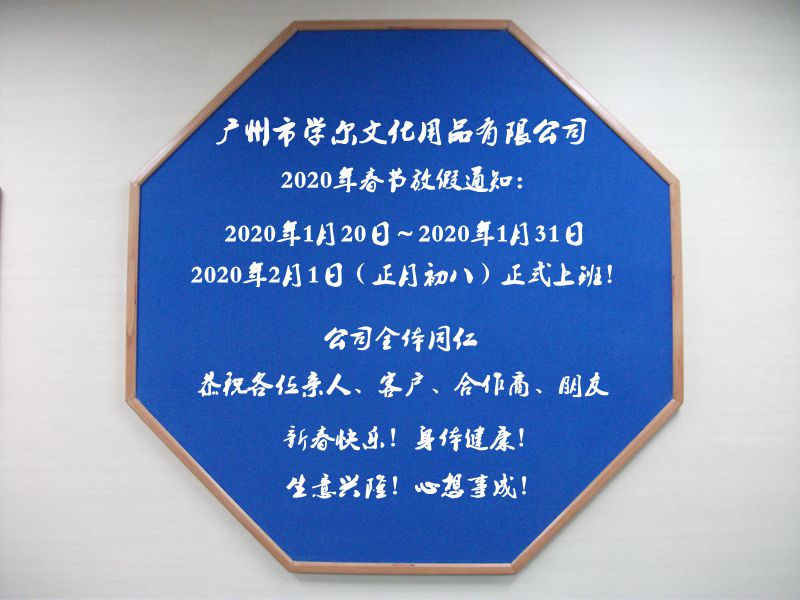 广州市学尔文化用品有限公司
2020年春节放假通知：
2020年1月20日～2020年1月31日
2020年2月1日（正月初八）正式上班！
公司全体同仁
恭祝各位亲人、客户、合作商、朋友
新春快乐！身体健康！
生意兴隆！心想事成！